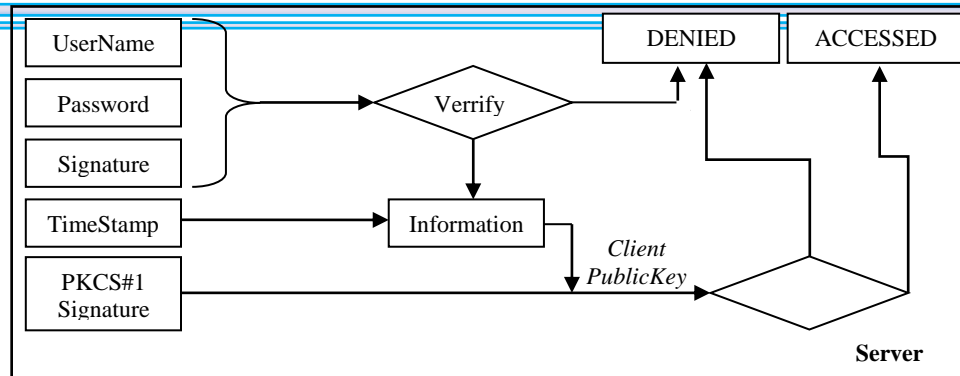 UserName
Password
Signature
TimeStamp
PKCS#1
Signature
Verrify
Information
DENIED
ACCESSED
Client
PublicKey
Server